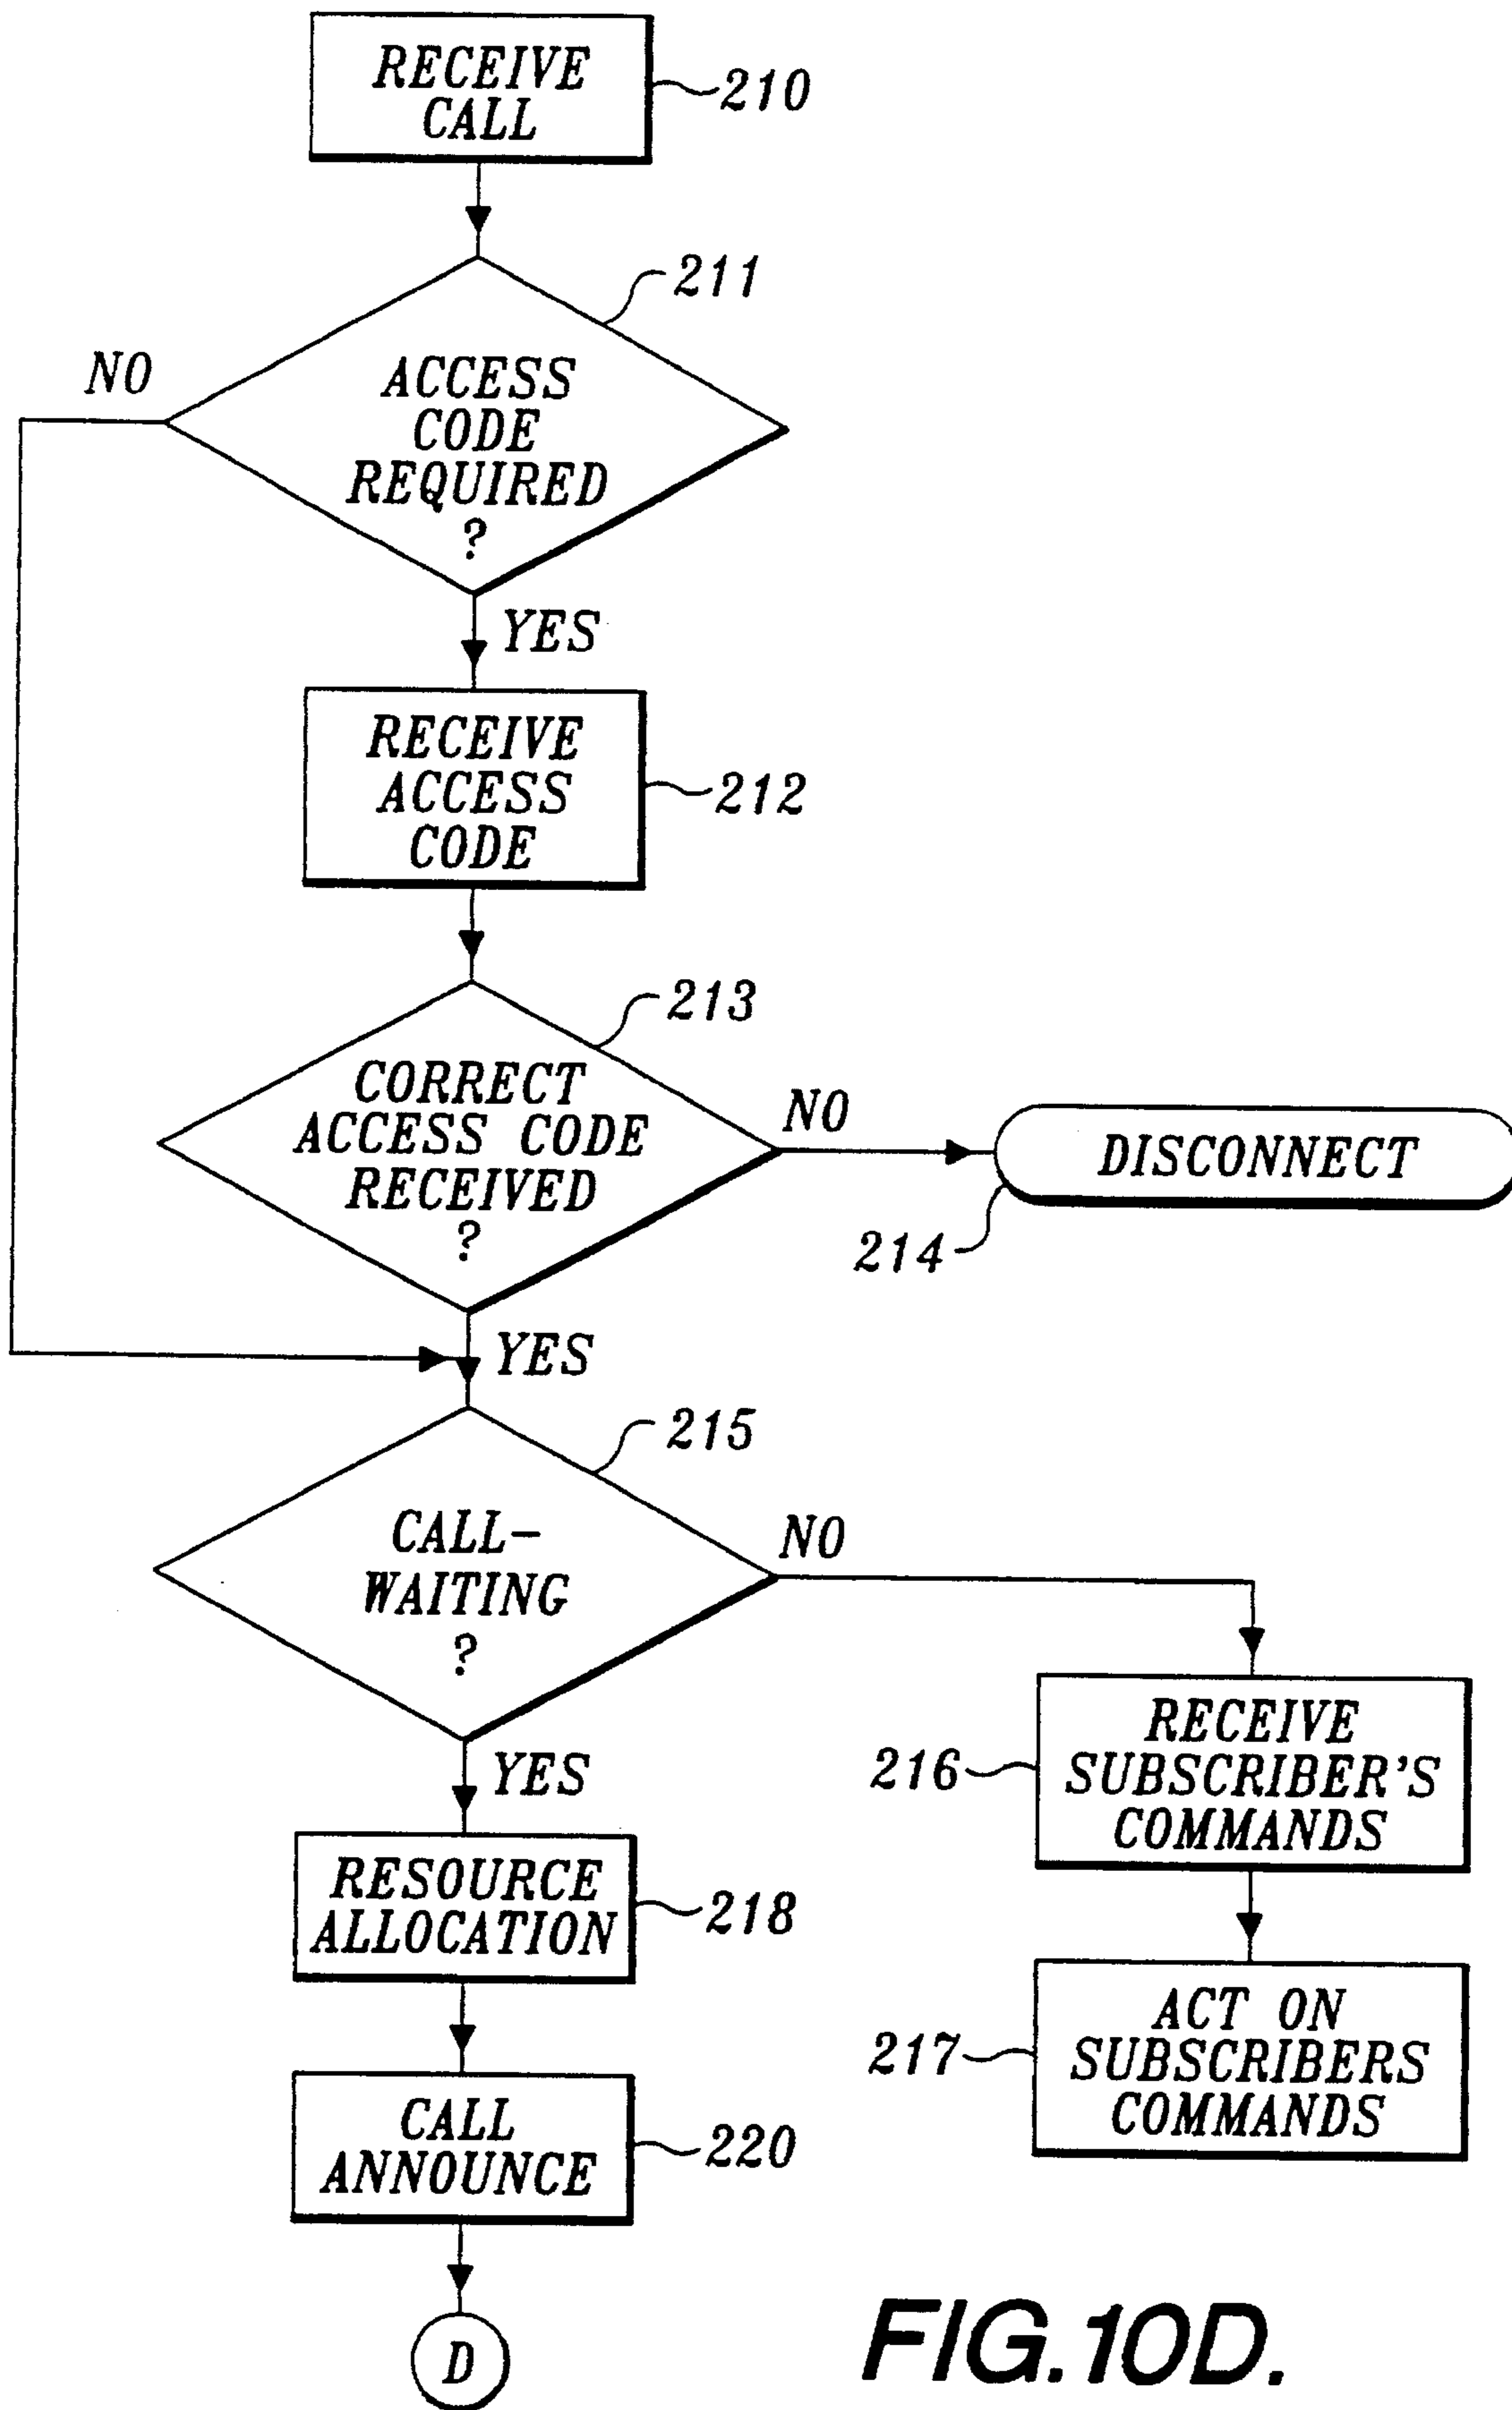 RECEIVE
CALL
210
211
NO
ACCESS
CODE
REQUIRED
?
YES
RECEIVE
ACCESS
CODE
212
213
CORRECT
ACCESS CODE
RECEIVED
?
NO
DISCONNECT
214
YES
215
CALL-
WAITING
?
NO
YES
RECEIVE
SUBSCRIBER'S
COMMANDS
216
RESOURCE
ALLOCATION
218
ACT ON
SUBSCRIBERS
COMMANDS
217
CALL
ANNOUNCE
220
D
FIG.10D.